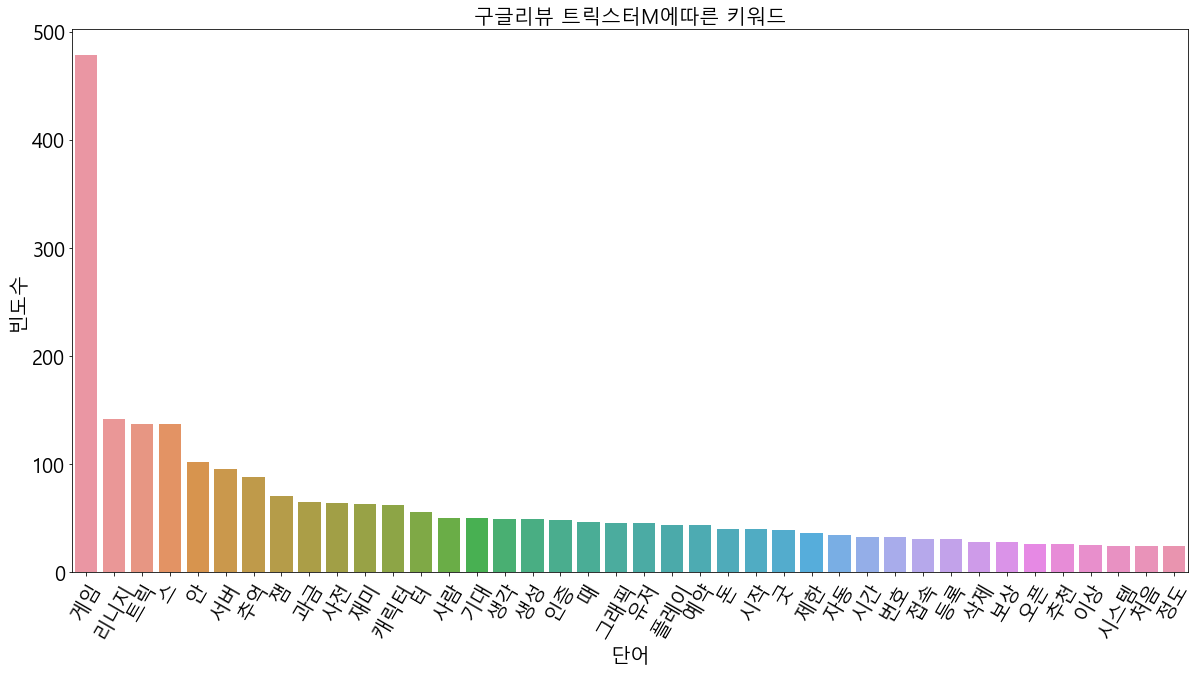 구글리뷰 트릭스터M에따른 키워드
500
400
300
200
100
0
빈도수
게임
리니지
트릭
스
안
서버
추억
잼
과금
사전
재미
캐릭터
터
사람
기대
생각
생성
인증
때
그래픽
유저
플레이
예약
돈
시작
굿
제한
자동
시간
번호
접속
등록
삭제
보상
오픈
추천
이상
시스템
처음
정도
단어